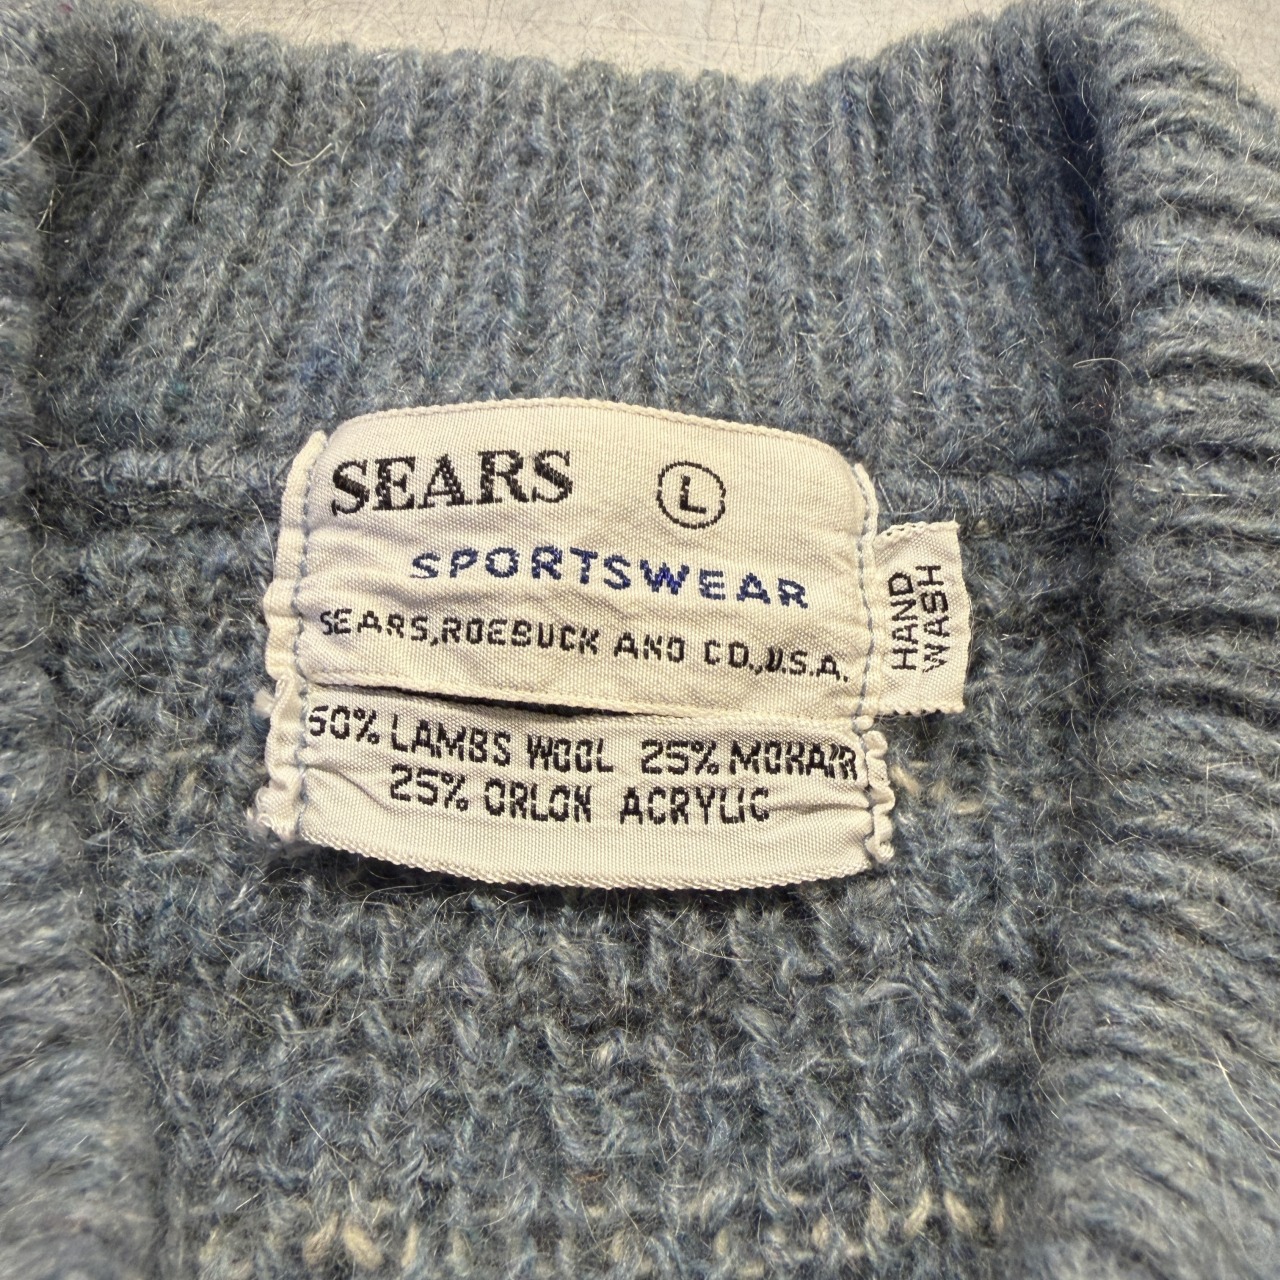 SEARS L
SPORTSWEAR
SEARS,ROEBUCK AND CO.,U.S.A.
HAND
WASH
50% LAMBS WOOL 25% MOHAIR
25% ORLON ACRYLIC